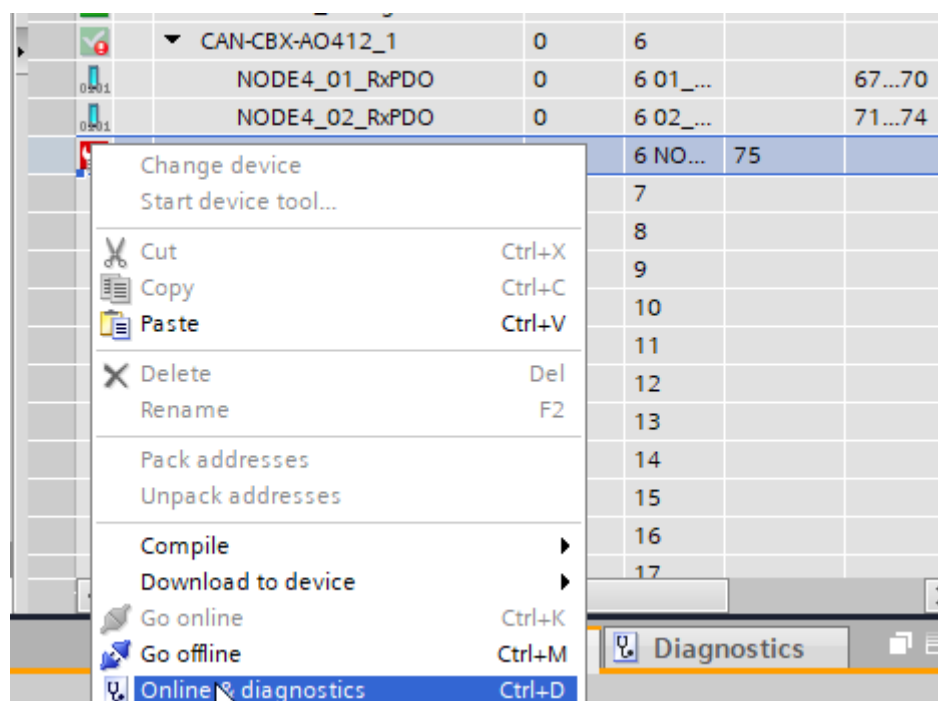 CAN-CBX-AO412_1 0 6
NODE4_01_RxPDO 0 6 01_... 67...70
NODE4_02_RxPDO 0 6 02_... 71...74
6 NO... 75
Change device
7
Start device tool...
8
Cut Ctrl+X
9
Copy Ctrl+C
10
Paste Ctrl+V
11
Delete Del
12
Rename F2
13
Pack addresses
14
Unpack addresses
15
16
Compile
17
Download to device
Go online Ctrl+K
Go offline Ctrl+M
Diagnostics
Online & diagnostics Ctrl+D